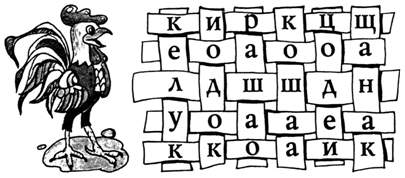 к и р к ц щ
е о а о о а
л д ш ш д н
у о а а е а
к к о а и к